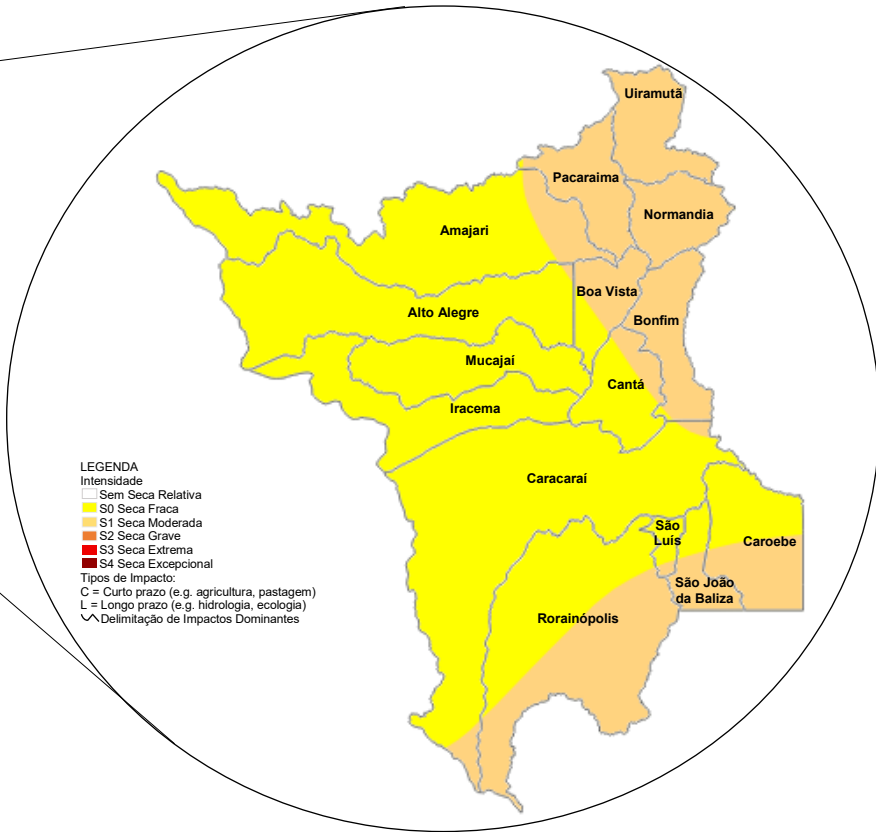 Uiramutã
Pacaraima
Normandia
Amajari
Boa Vista
Alto Alegre
Bonfim
Mucajaí
Cantá
Iracema
Caracaraí
São
Luís
Caroebe
São João
da Baliza
Rorainópolis
LEGENDA
Intensidade
Sem Seca Relativa
S0 Seca Fraca
S1 Seca Moderada
S2 Seca Grave
S3 Seca Extrema
S4 Seca Excepcional
Tipos de Impacto:
C = Curto prazo (e.g. agricultura, pastagem)
L = Longo prazo (e.g. hidrologia, ecologia)
Delimitação de Impactos Dominantes